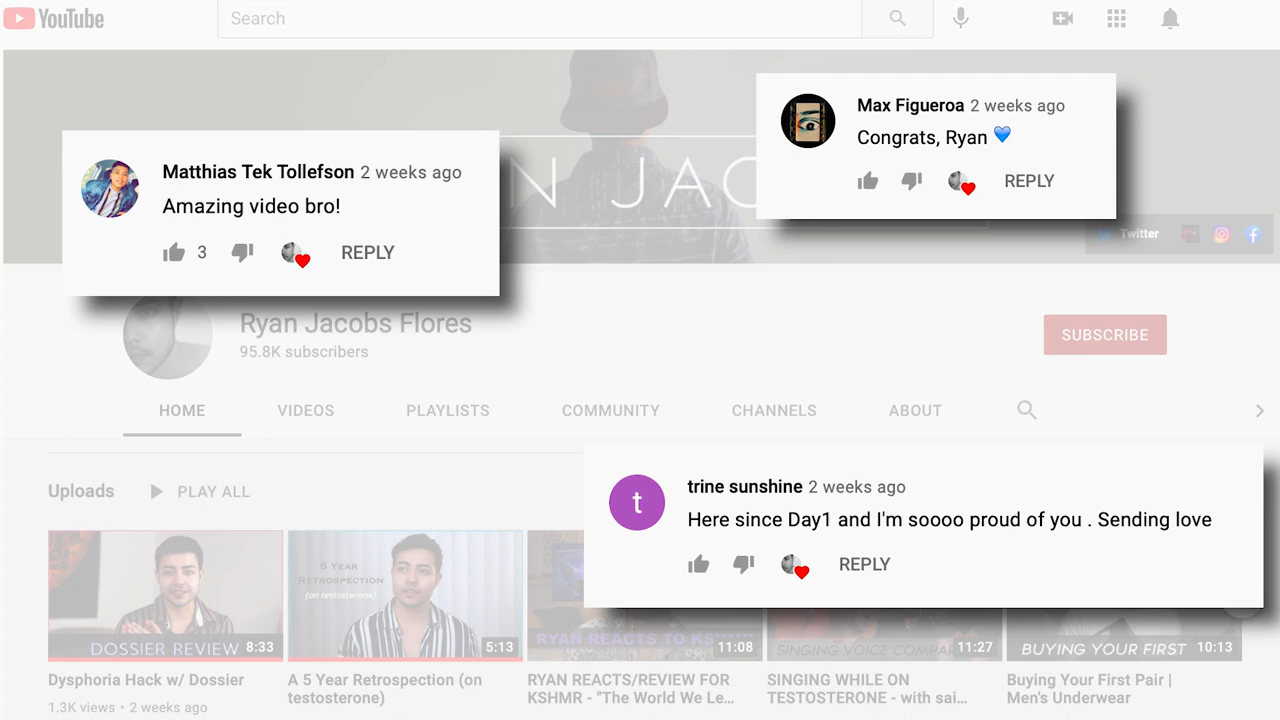 YouTube
Search
N JAC
Twitter
Max Figueroa 2 weeks ago
Congrats, Ryan
REPLY
Matthias Tek Tollefson 2 weeks ago
Amazing video bro!
3
REPLY
Ryan Jacobs Flores
95.8K subscribers
SUBSCRIBE
HOME VIDEOS PLAYLISTS COMMUNITY CHANNELS ABOUT
trine sunshine 2 weeks ago
t
Here since Day1 and I'm soooo proud of you . Sending love
REPLY
Uploads PLAY ALL
DOSSIER REVIEW 8:33
5 YEAR
RETROSPECTION
(on testosterone)
5:13
RYAN REACTS TO KS
11:08
SINGING VOICE COMPAR
11:27
BUYING YOUR FIRST 10:13
Dysphoria Hack w/ Dossier
1.3K views • 2 weeks ago
A 5 Year Retrospection (on
testosterone)
RYAN REACTS/REVIEW FOR
KSHMR - "The World We Le...
SINGING WHILE ON
TESTOSTERONE - with sai...
Buying Your First Pair |
Men's Underwear